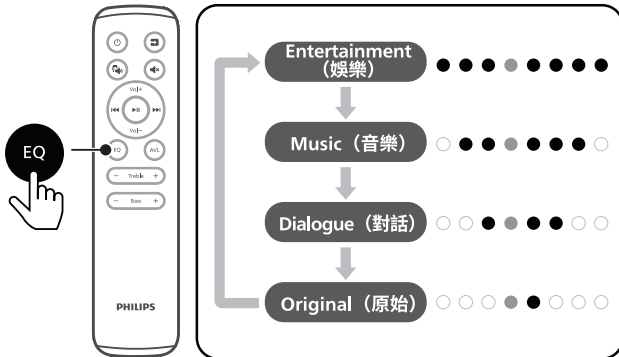 Vol+
Vol−
EQ
EQ
AVL
− Treble +
− Bass +
PHILIPS
Entertainment
（娛樂）
Music（音樂）
Dialogue（對話）
Original（原始）